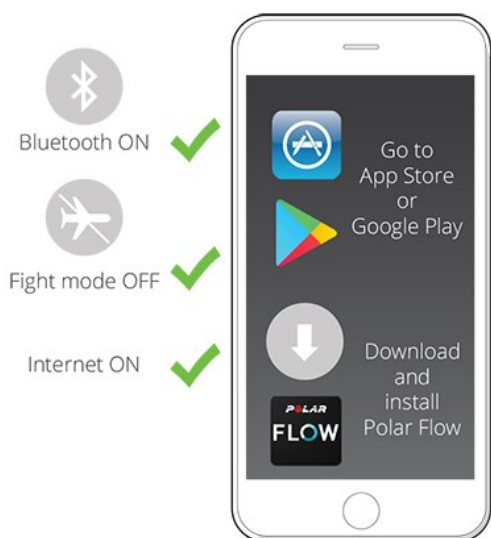 Bluetooth ON
Fight mode OFF
Internet ON
Go to
App Store
or
Google Play
Download
and
install
Polar Flow
POLAR
FLOW